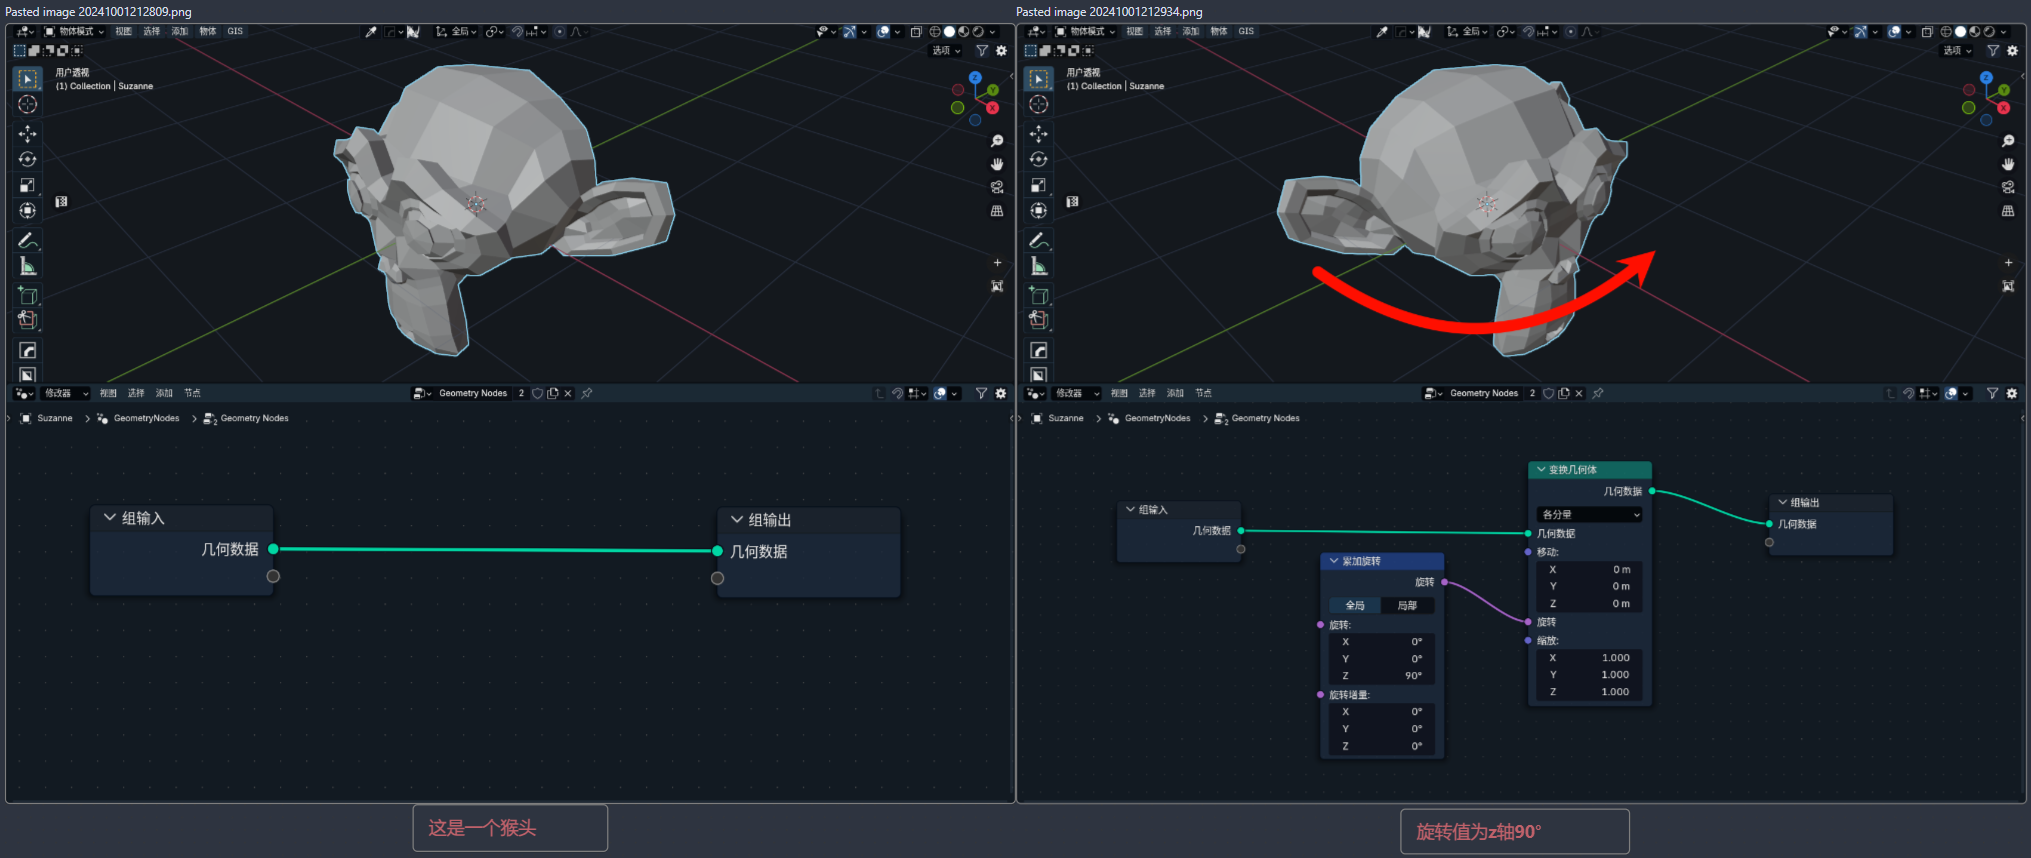 Pasted image 20241001212809.png
物体模式 视图 选择 添加 物体 GIS
全局
选项
用户透视
(1) Collection | Suzanne
Z
Y
X
修改器 视图 选择 添加 节点
Geometry Nodes 2
Suzanne > GeometryNodes > 2 Geometry Nodes
组输入
几何数据
组输出
几何数据
这是一个猴头
Pasted image 20241001212934.png
物体模式 视图 选择 添加 物体 GIS
全局
选项
用户透视
(1) Collection | Suzanne
Z
Y
X
修改器 视图 选择 添加 节点
Geometry Nodes 2
Suzanne > GeometryNodes > 2 Geometry Nodes
组输入
几何数据
累加旋转
旋转
全局 局部
旋转:
X 0°
Y 0°
Z 90°
旋转增量:
X 0°
Y 0°
Z 0°
变换几何体
几何数据
各分量
几何数据
移动:
X 0 m
Y 0 m
Z 0 m
旋转
缩放:
X 1.000
Y 1.000
Z 1.000
组输出
几何数据
旋转值为z轴90°